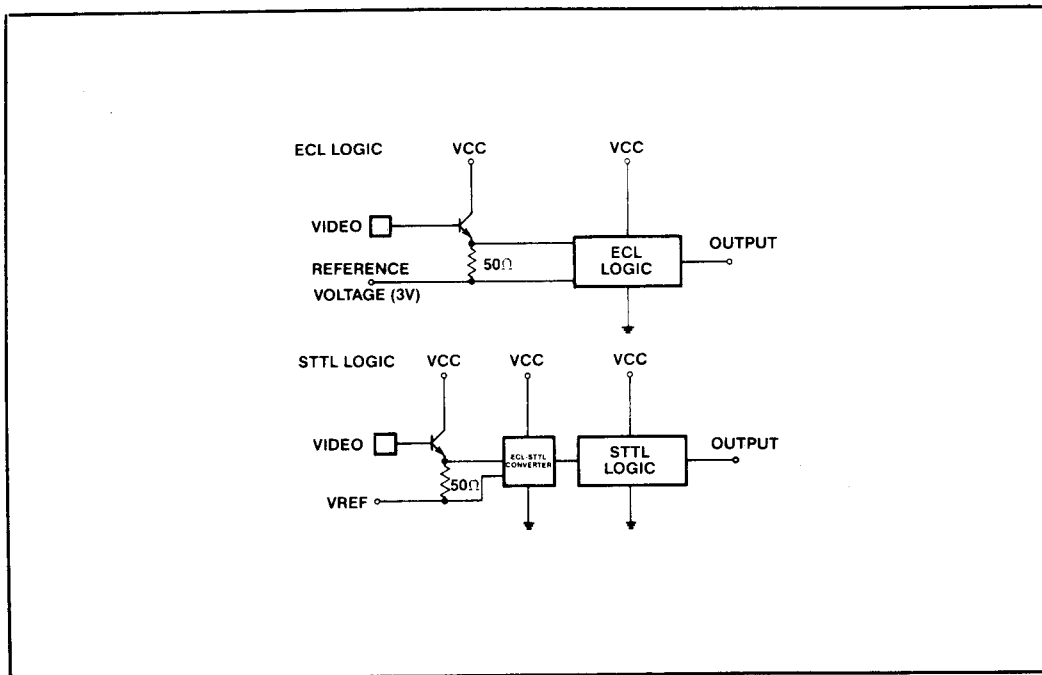 ECL LOGIC
VCC
VCC
VIDEO
ECL
LOGIC
OUTPUT
50Ω
REFERENCE
VOLTAGE (3V)
STTL LOGIC
VCC
VCC
VCC
VIDEO
ECL-STTL
CONVERTER
STTL
LOGIC
OUTPUT
50Ω
VREF